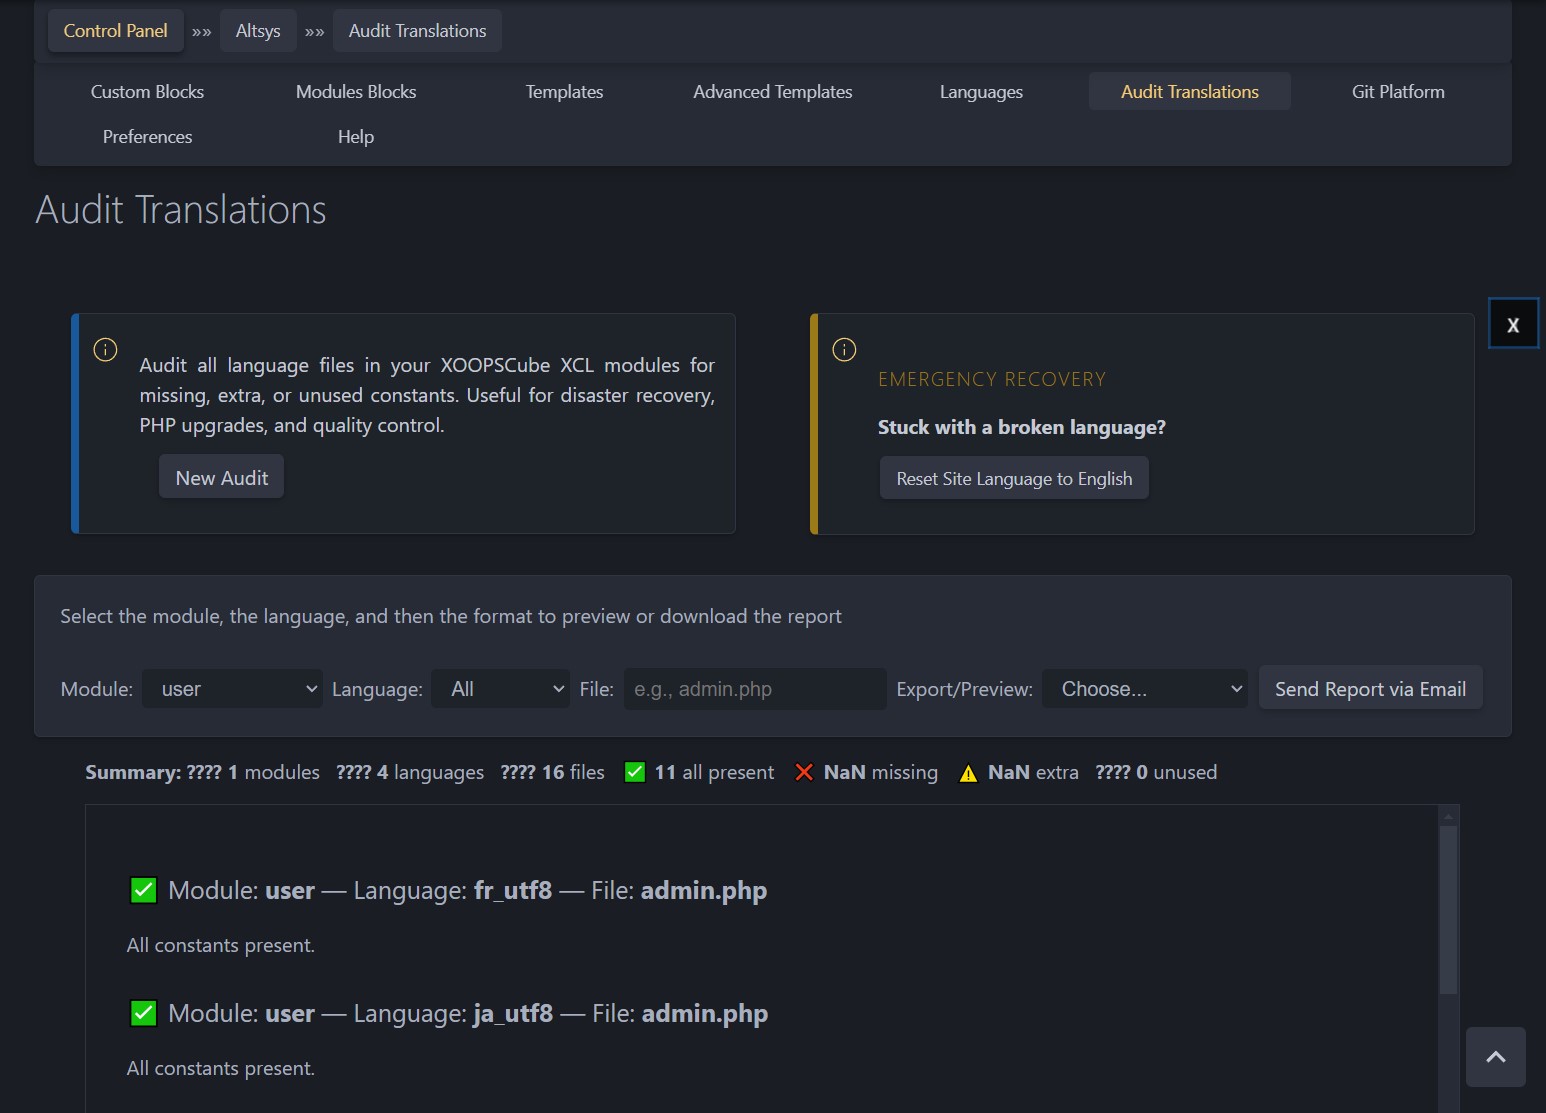 Control Panel »» Altsys »» Audit Translations
Custom Blocks Modules Blocks Templates Advanced Templates Languages Audit Translations Git Platform
Preferences Help
Audit Translations
Audit all language files in your XOOPSCube XCL modules for
missing, extra, or unused constants. Useful for disaster recovery,
PHP upgrades, and quality control.
New Audit
EMERGENCY RECOVERY
Stuck with a broken language?
Reset Site Language to English
X
Select the module, the language, and then the format to preview or download the report
Module: user Language: All File: e.g., admin.php Export/Preview: Choose... Send Report via Email
Summary: ???? 1 modules ???? 4 languages ???? 16 files ✅ 11 all present ❌ NaN missing ⚠️ NaN extra ???? 0 unused
✅ Module: user — Language: fr_utf8 — File: admin.php
All constants present.
✅ Module: user — Language: ja_utf8 — File: admin.php
All constants present.